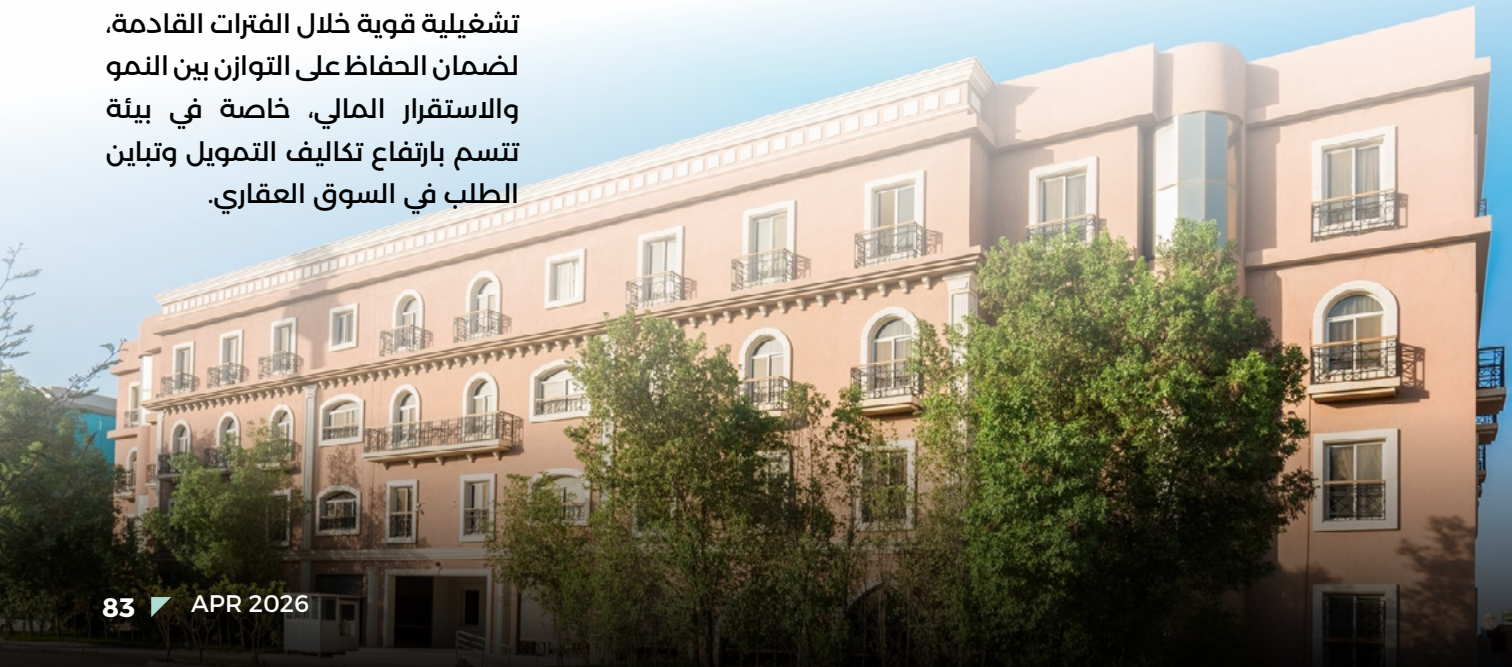 تشغيلية قوية خلال الفترات القادمة،
لضمان الحفاظ على التوازن بين النمو
والاستقرار المالي، خاصة في بيئة
تتسم بارتفاع تكاليف التمويل وتباين
الطلب في السوق العقاري.
83 APR 2026